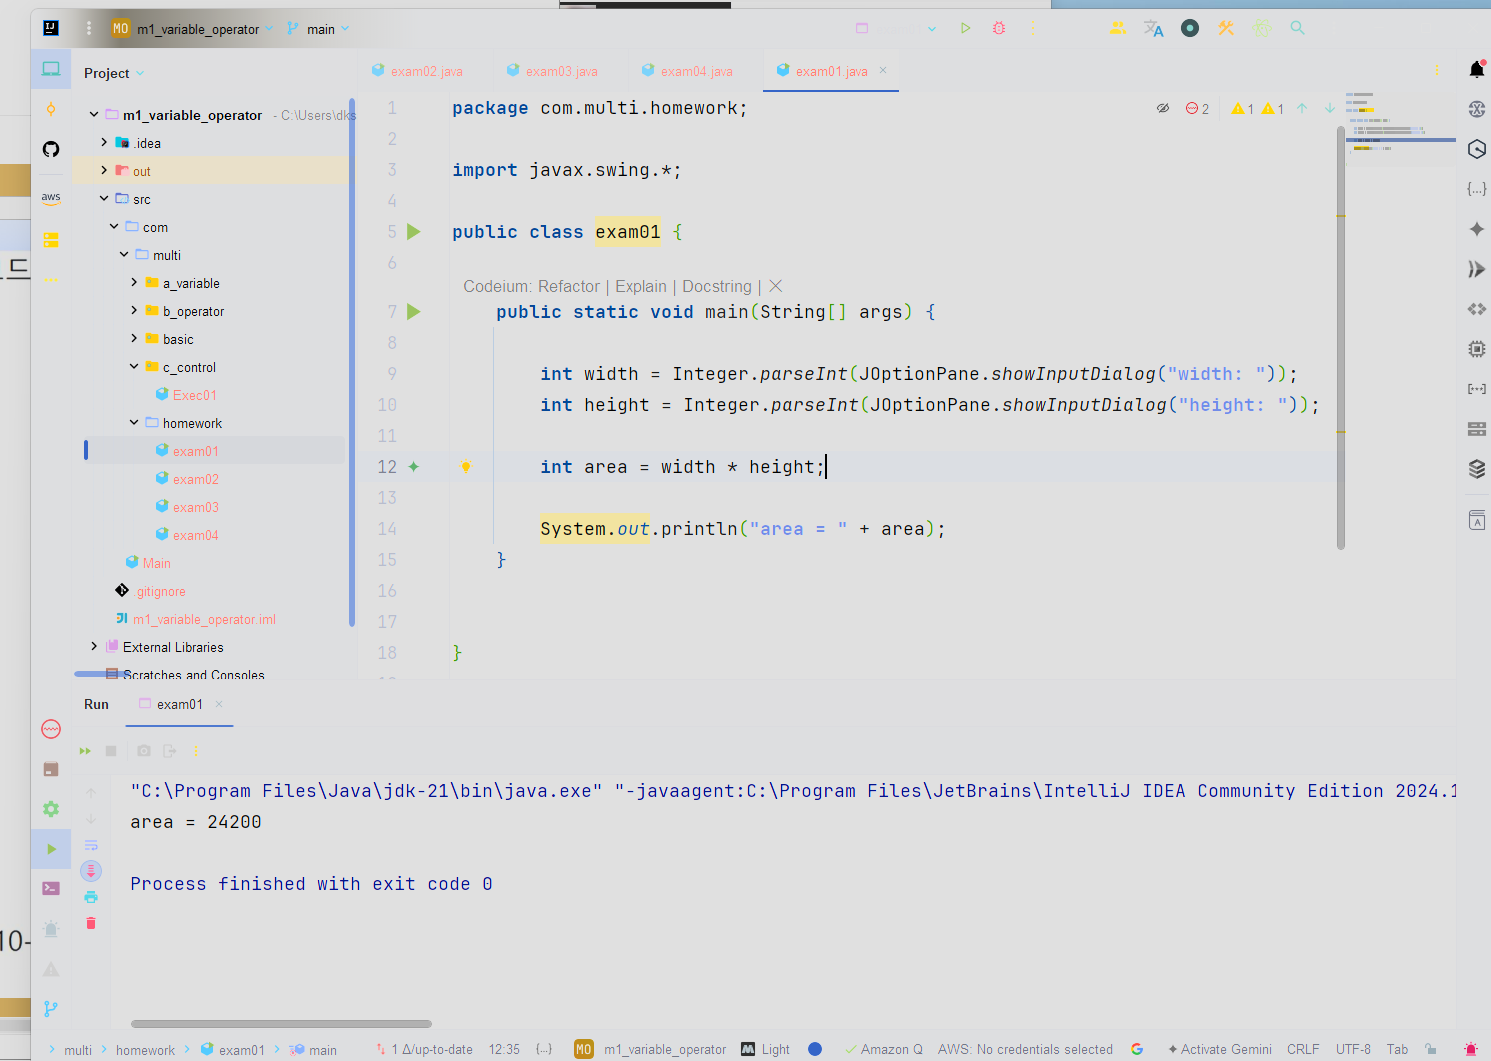 MO m1_variable_operator main
Project
exam02.java exam03.java exam04.java exam01.java
m1_variable_operator - C:\Users\dks
.idea
out
aws
src
com
multi
a_variable
b_operator
basic
c_control
Exec01
homework
exam01
exam02
exam03
exam04
Main
.gitignore
m1_variable_operator.iml
External Libraries
Scratches and Consoles
2 1 1
1 package com.multi.homework;
2
3 import javax.swing.*;
4
5 public class exam01 {
6
Codeium: Refactor | Explain | Docstring |
7 public static void main(String[] args) {
8
9 int width = Integer.parseInt(JOptionPane.showInputDialog("width: "));
10 int height = Integer.parseInt(JOptionPane.showInputDialog("height: "));
11
12 int area = width * height;
13
14 System.out.println("area = " + area);
15 }
16
17
18 }
드
Run exam01
"C:\Program Files\Java\jdk-21\bin\java.exe" "-javaagent:C:\Program Files\JetBrains\IntelliJ IDEA Community Edition 2024.1
area = 24200
Process finished with exit code 0
10-
multi > homework > exam01 > main 1 Δ/up-to-date 12:35 {...} MO m1_variable_operator Light Amazon Q AWS: No credentials selected Activate Gemini CRLF UTF-8 Tab